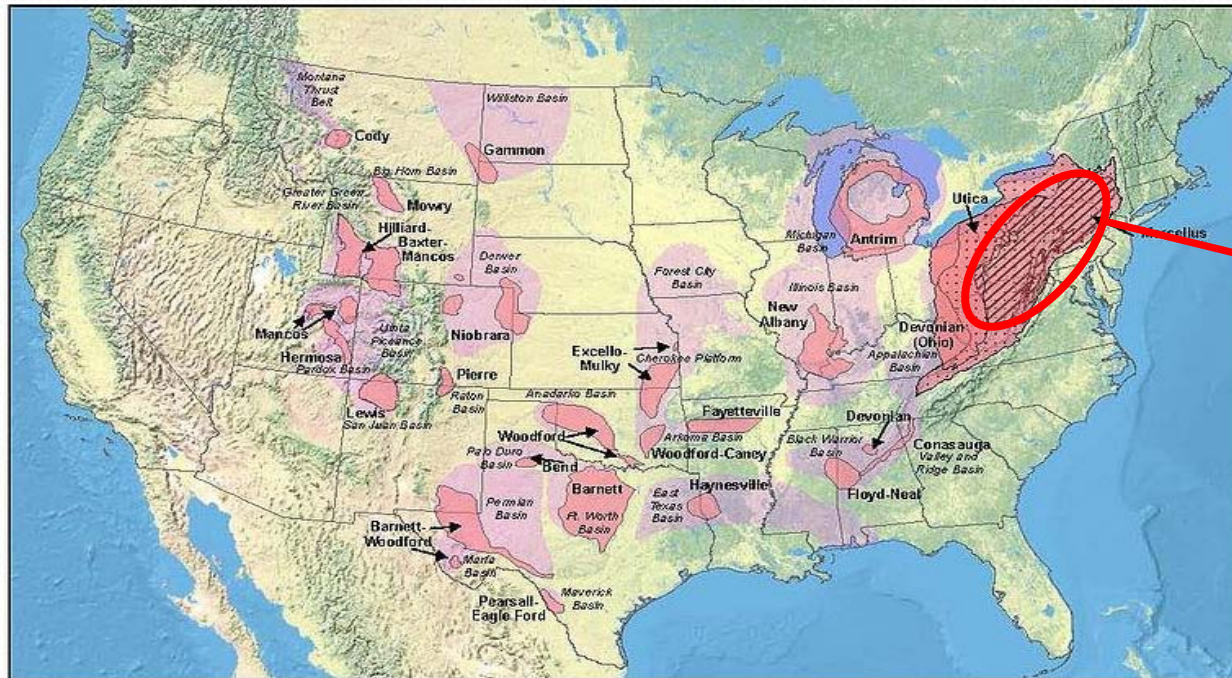 Montana
Thrust
Belt
Cody
Williston Basin
Gammon
Big Horn Basin
Greater Green
River Basin
Mowry
Hilliard-
Baxter-
Mancos
Denver
Basin
Niobrara
Mancos
Uinta
Piceance
Basin
Hermosa
Paradox Basin
Lewis
San Juan Basin
Pierre
Raton
Basin
Anadarko Basin
Forest City
Basin
Excello-
Mulky
Cherokee Platform
Woodford
Palo Duro
Basin
Bend
Woodford-Caney
Arkoma Basin
Fayetteville
Barnett
Ft. Worth
Basin
Permian
Basin
Barnett-
Woodford
Marfa
Basin
Pearsall-
Eagle Ford
Maverick
Basin
East
Texas
Basin
Haynesville
Black Warrior
Basin
Floyd-Neal
Devonian
Conasauga
Valley and
Ridge Basin
Illinois Basin
New
Albany
Michigan
Basin
Antrim
Utica
Marcellus
Devonian
(Ohio)
Appalachian
Basin